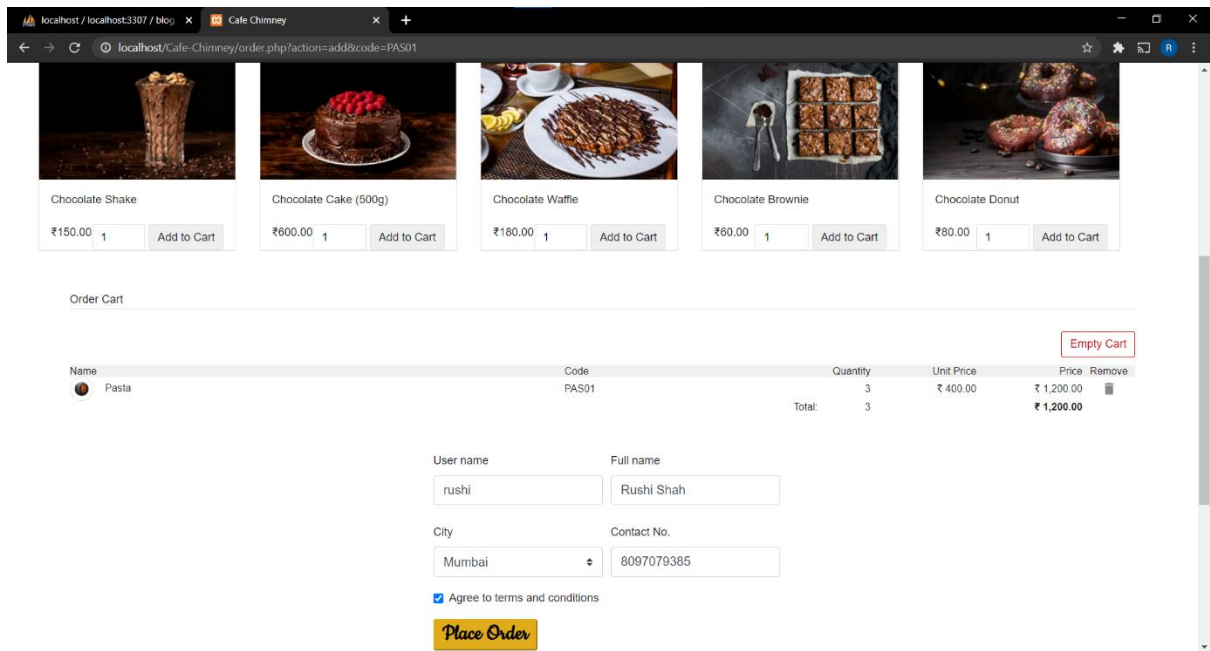 localhost / localhost:3307 / blog
Cafe Chimney
localhost/Cafe-Chimney/order.php?action=add&code=PAS01
R
Chocolate Shake
₹150.00 1 Add to Cart
Chocolate Cake (500g)
₹600.00 1 Add to Cart
Chocolate Waffle
₹180.00 1 Add to Cart
Chocolate Brownie
₹60.00 1 Add to Cart
Chocolate Donut
₹80.00 1 Add to Cart
Order Cart
Empty Cart
Name Code Quantity Unit Price Price Remove
Pasta PAS01 3 ₹ 400.00 ₹ 1,200.00
Total: 3 ₹ 1,200.00
User name Full name
rushi Rushi Shah
City Contact No.
Mumbai 8097079385
Agree to terms and conditions
Place Order